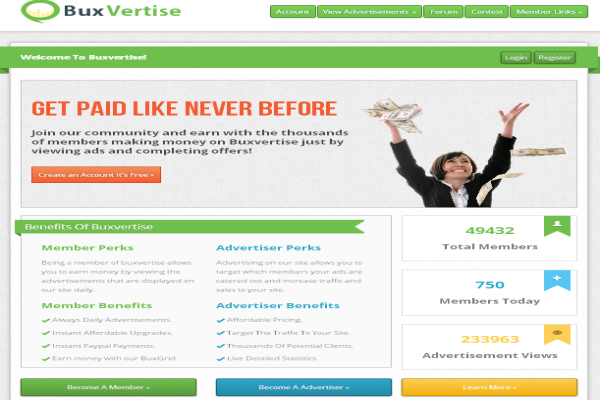 BuxVertise
Account View Advertisements Forum Contest Member Links
Welcome To Buxvertise!
Login Register
GET PAID LIKE NEVER BEFORE
Join our community and earn with the thousands
of members making money on Buxvertise just by
viewing ads and completing offers!
Create an Account It's Free »
Benefits Of Buxvertise
Member Perks
Being a member of buxvertise allows
you to earn money by viewing the
advertisements that are displayed on
our site daily.
Member Benefits
Always Daily Advertisements.
Instant Affordable Upgrades.
Instant Paypal Payments.
Earn money with our BuxGrid.
Advertiser Perks
Advertising on our site allows you to
target which members your ads are
catered too and increase traffic and
sales to your site.
Advertiser Benefits
Affordable Pricing.
Target The Traffic To Your Site.
Thousands Of Potential Clients.
Live Detailed Statistics.
49432
Total Members
750
Members Today
233963
Advertisement Views
Become A Member »
Become A Advertiser »
Learn More »